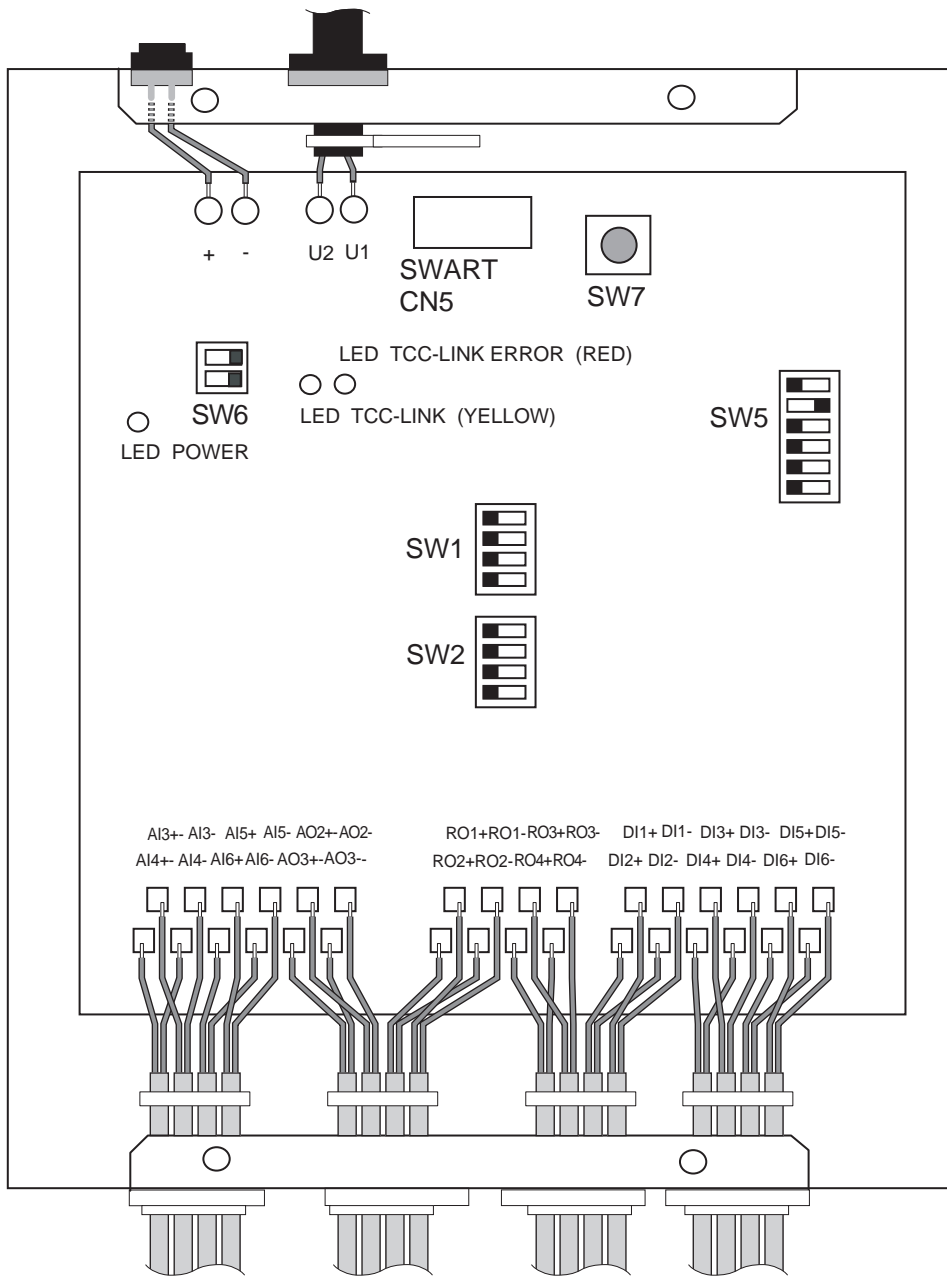 + - U2 U1
SWART
CN5
SW7
LED TCC-LINK ERROR (RED)
SW6
LED TCC-LINK (YELLOW)
SW5
LED POWER
SW1
SW2
AI3+- AI3- AI5+ AI5- AO2+-AO2- RO1+RO1-RO3+RO3- DI1+ DI1- DI3+ DI3- DI5+DI5-
AI4+- AI4- AI6+AI6-AO3+-AO3-- RO2+RO2-RO4+RO4- DI2+ DI2- DI4+ DI4- DI6+ DI6-